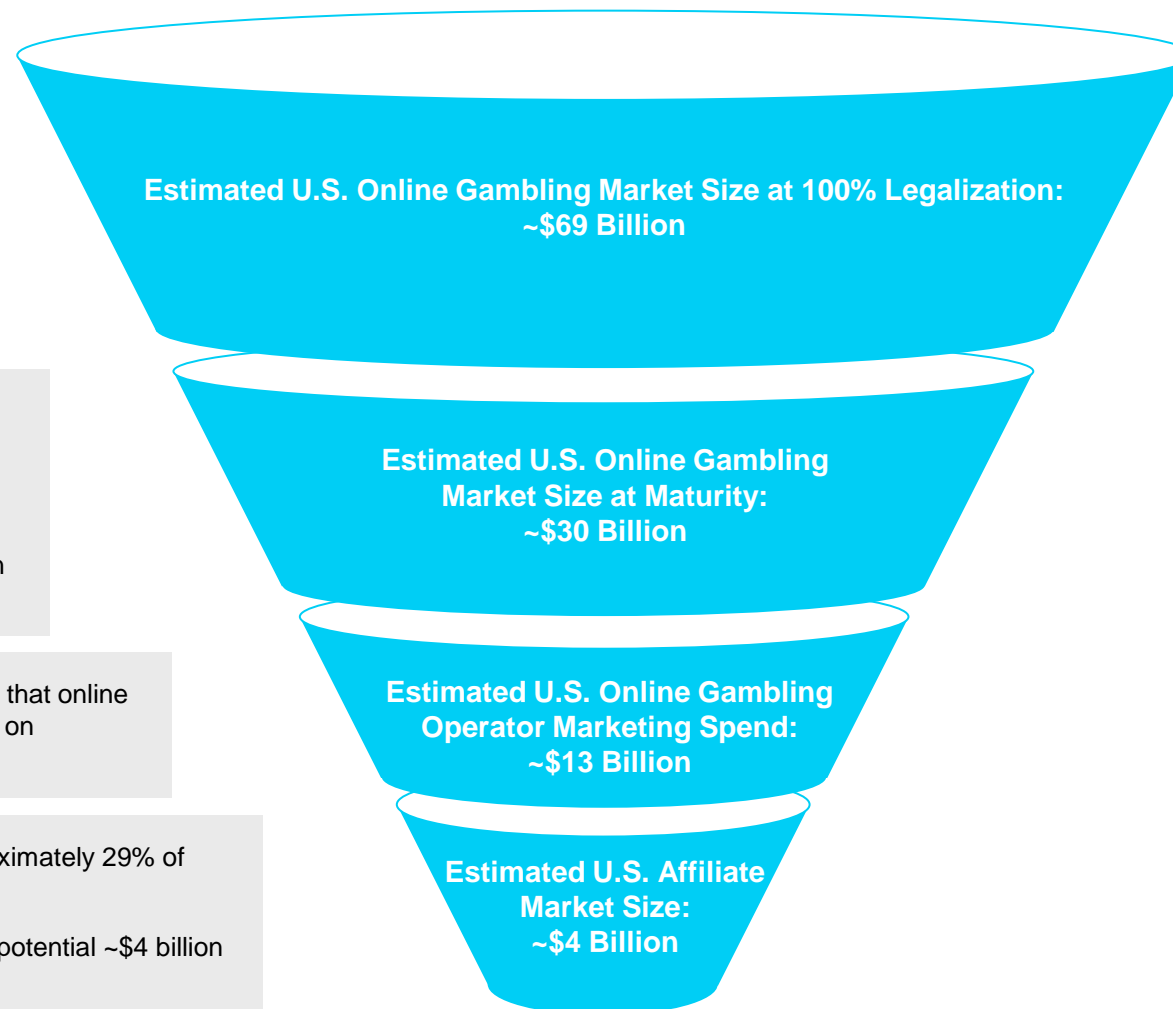 Estimated U.S. Online Gambling Market Size at 100% Legalization:
~$69 Billion
Estimated U.S. Online Gambling
Market Size at Maturity:
~$30 Billion
that online
on
Estimated U.S. Online Gambling
Operator Marketing Spend:
~$13 Billion
29% of
potential ~$4 billion
Estimated U.S. Affiliate
Market Size:
~$4 Billion